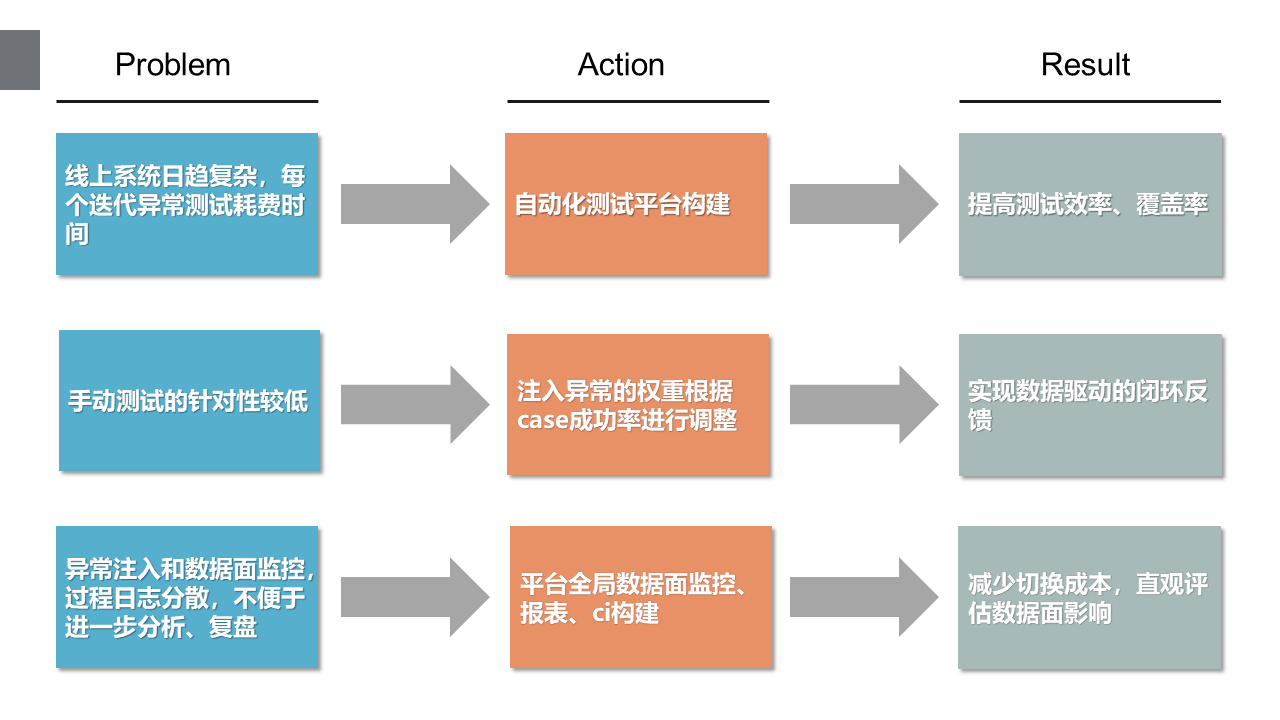 Problem
Action
Result
线上系统日趋复杂，每
个迭代异常测试耗费时
间
自动化测试平台构建
提高测试效率、覆盖率
手动测试的针对性较低
注入异常的权重根据
case成功率进行调整
实现数据驱动的闭环反
馈
异常注入和数据面监控，
过程日志分散，不便于
进一步分析、复盘
平台全局数据面监控、
报表、ci构建
减少切换成本，直观评
估数据面影响